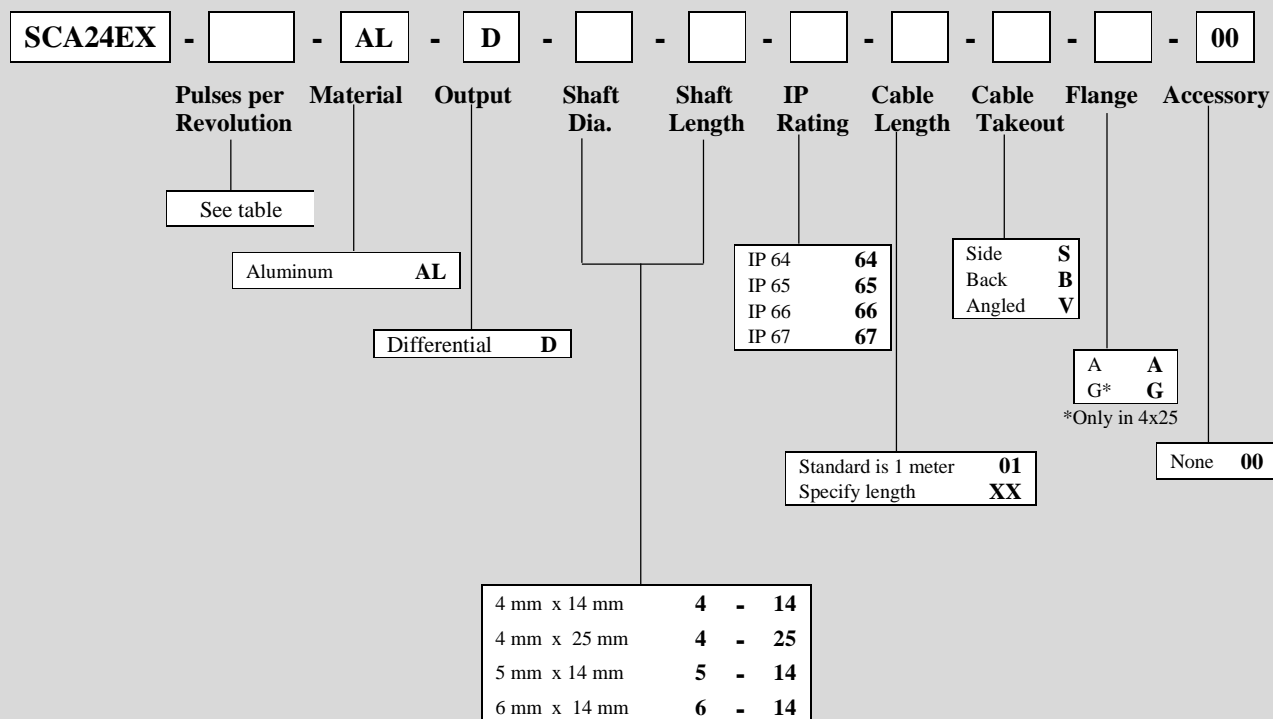 SCA24EX - - AL - D - - - - - - - 00
Pulses per Revolution
Material
Output
Shaft Dia.
Shaft Length
IP Rating
Cable Length
Cable Takeout
Flange
Accessory
See table
Aluminum AL
Differential D
IP 64 64
IP 65 65
IP 66 66
IP 67 67
Side S
Back B
Angled V
A A
G* G
*Only in 4x25
Standard is 1 meter 01
Specify length XX
None 00
4 mm x 14 mm 4 - 14
4 mm x 25 mm 4 - 25
5 mm x 14 mm 5 - 14
6 mm x 14 mm 6 - 14